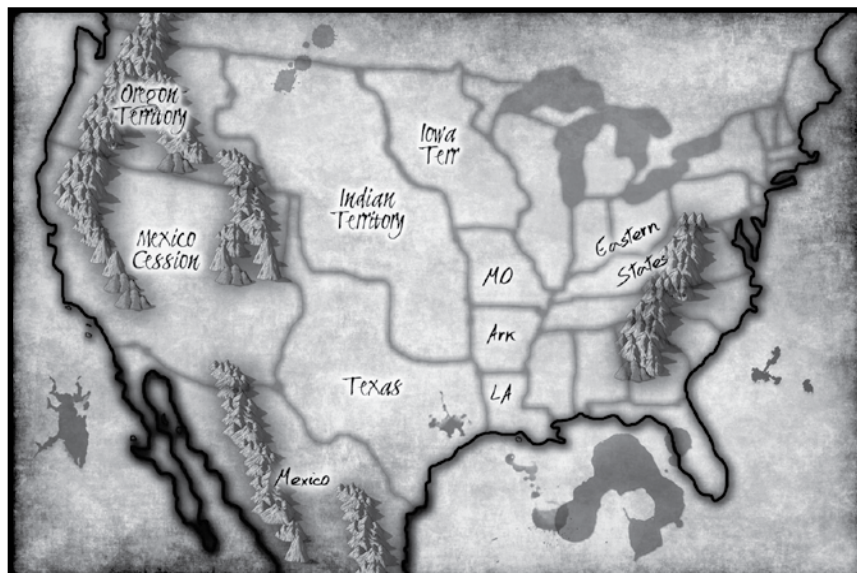 Oregon
Territory
Iowa
Terr
Indian
Territory
Eastern
States
Mexico
Cession
MO
Ark
Texas
LA
Mexico